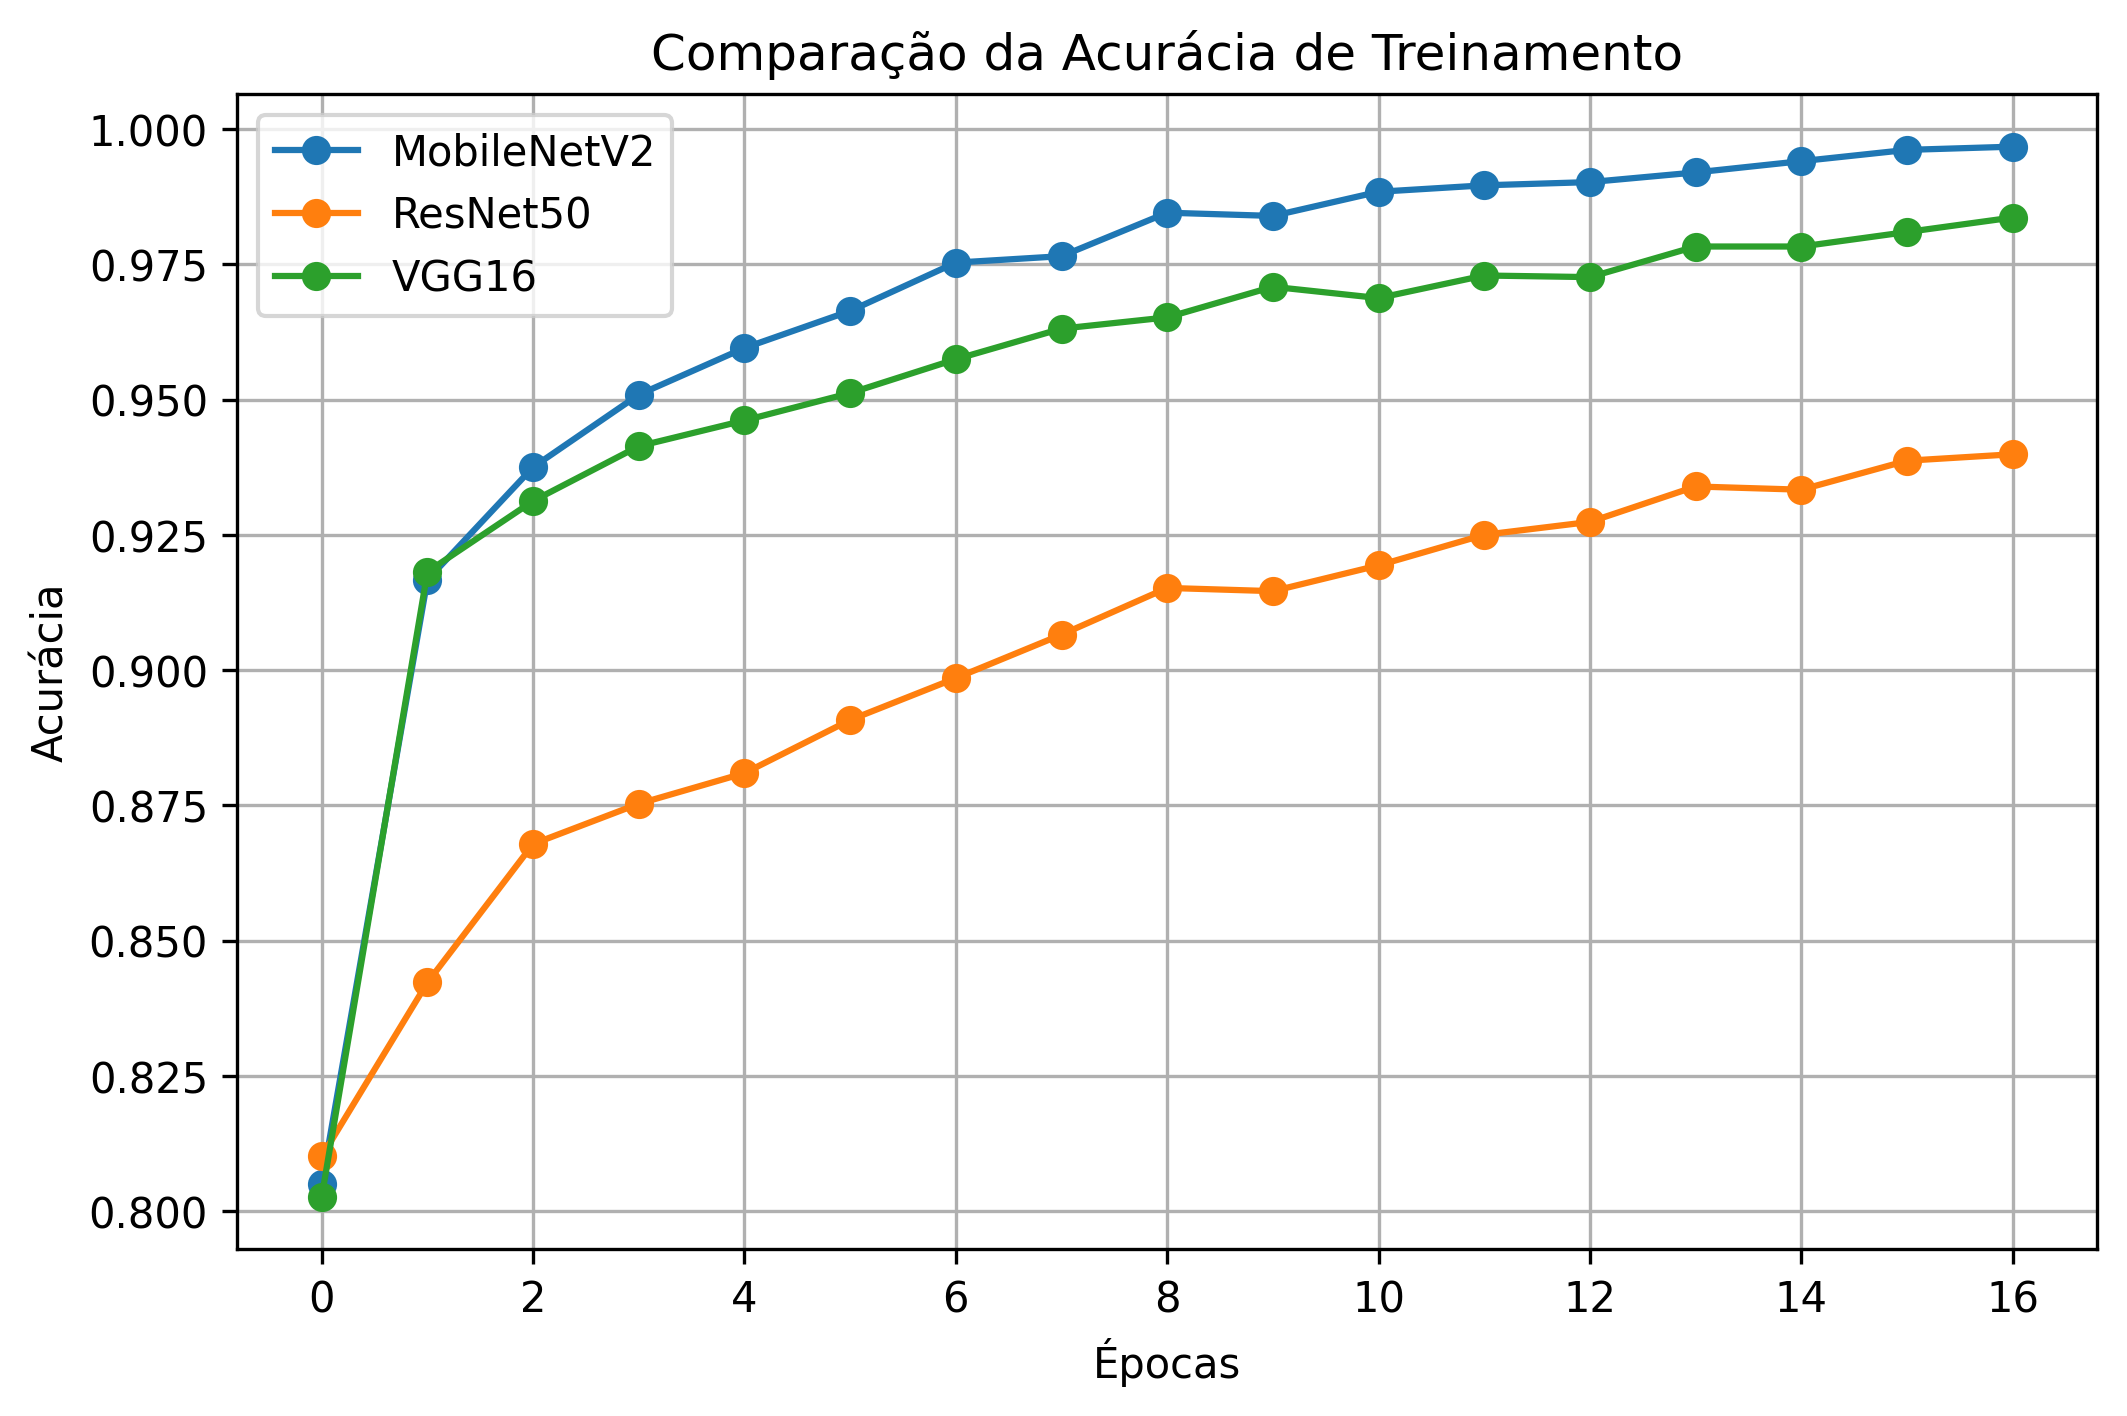 Comparação da Acurácia de Treinamento
MobileNetV2
ResNet50
VGG16
1.000
0.975
0.950
0.925
0.900
0.875
0.850
0.825
0.800
Acurácia
0 2 4 6 8 10 12 14 16
Épocas